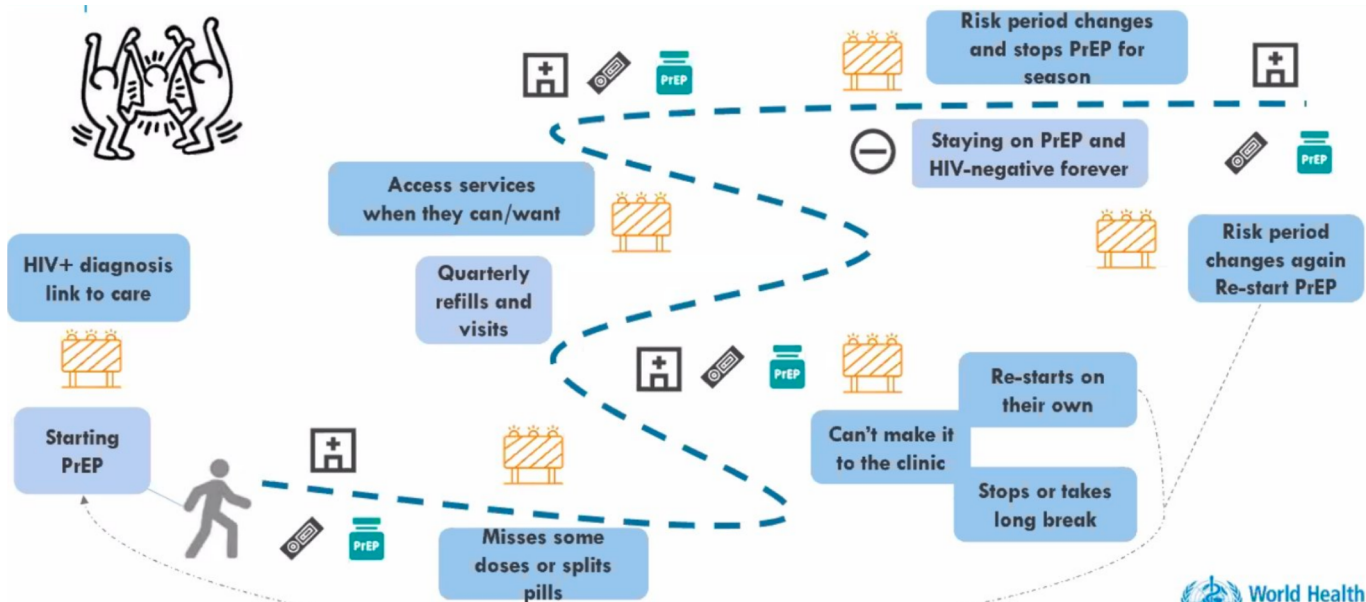 Risk period changes
and stops PrEP for
season
PrEP
Staying on PrEP and
HIV-negative forever
PrEP
Access services
when they can/want
Risk period
changes again
Re-start PrEP
HIV+ diagnosis
link to care
Quarterly
refills and
visits
PrEP
Re-starts on
their own
Starting
PrEP
Can't make it
to the clinic
Stops or takes
long break
PrEP
Misses some
doses or splits
pills
World Health